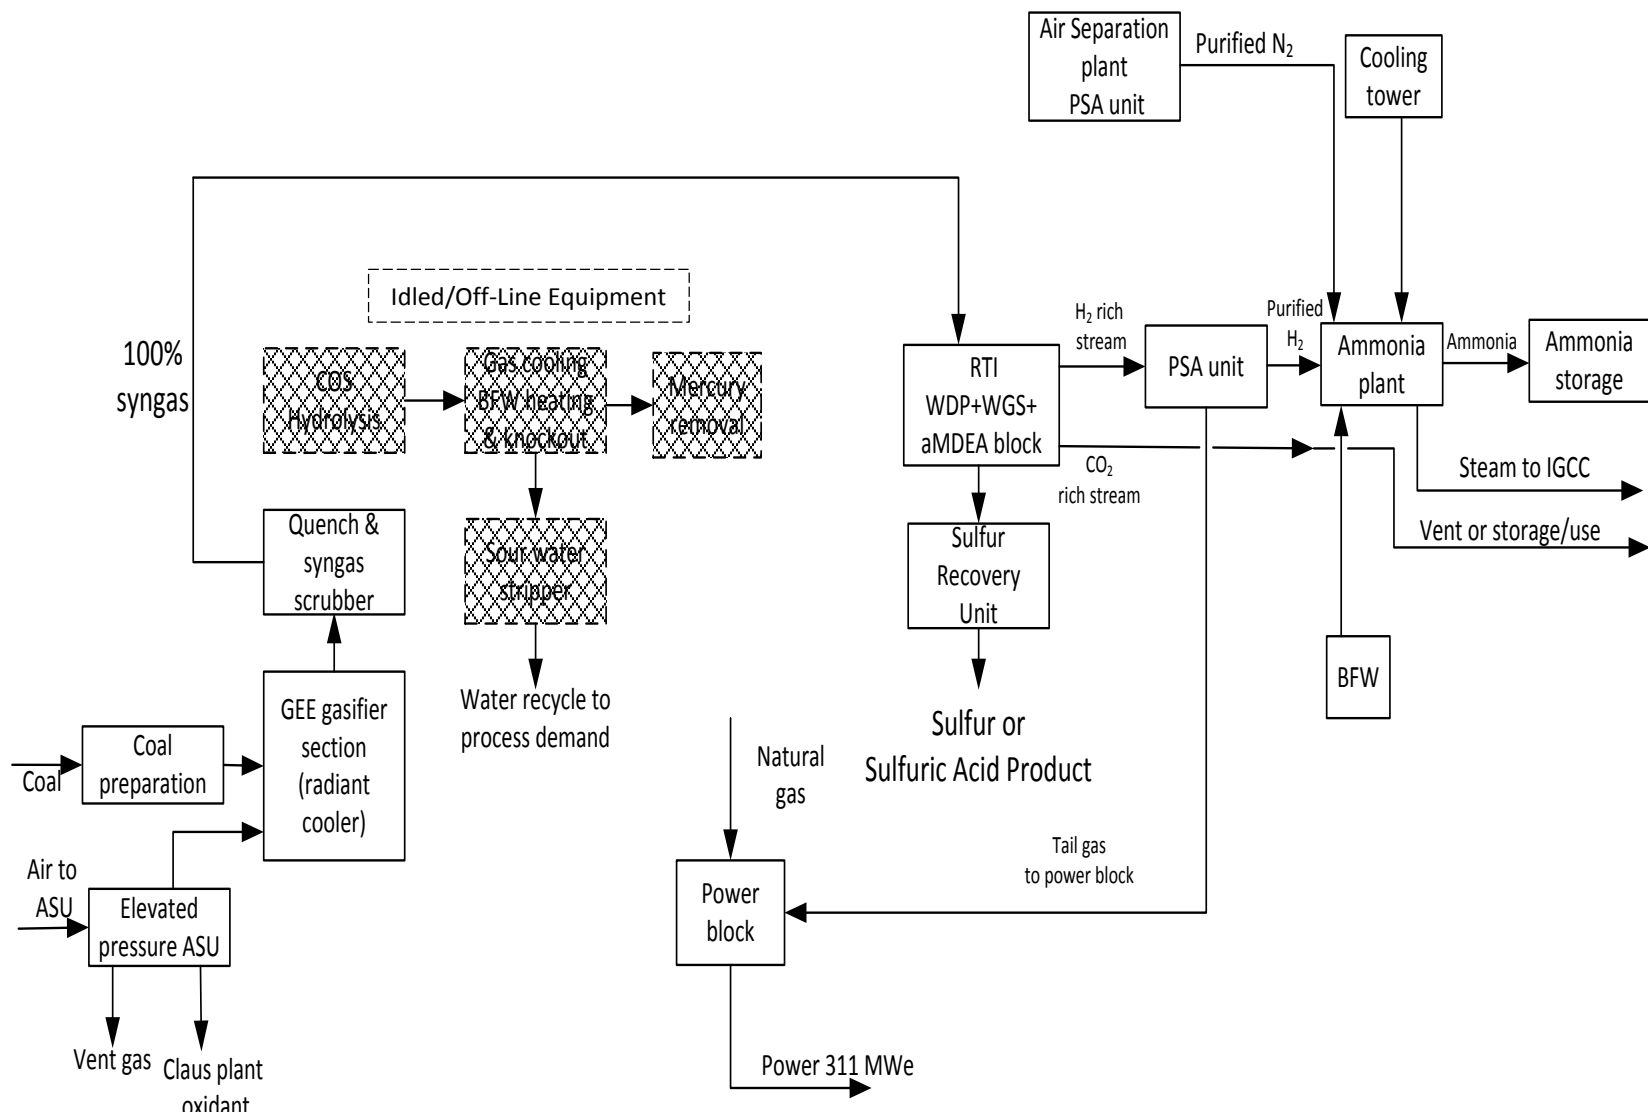 Air Separation
plant
PSA unit
Purified N₂
Cooling
tower
Idled/Off-Line Equipment
100%
syngas
COS
Hydrolysis
Gas cooling
BFW heating
& knockout
Mercury
removal
RTI
WDP+WGS+
aMDEA block
H₂ rich
stream
PSA unit
Purified
H₂
Ammonia
plant
Ammonia
Ammonia
storage
CO₂
rich stream
Steam to IGCC
Vent or storage/use
Quench &
syngas
scrubber
Sour water
stripper
Sulfur
Recovery
Unit
BFW
GEE gasifier
section
(radiant
cooler)
Water recycle to
process demand
Sulfur or
Sulfuric Acid Product
Coal
Coal
preparation
Natural
gas
Air to
ASU
Elevated
pressure ASU
Power
block
Tail gas
to power block
Vent gas
Claus plant
oxidant
Power 311 MWe